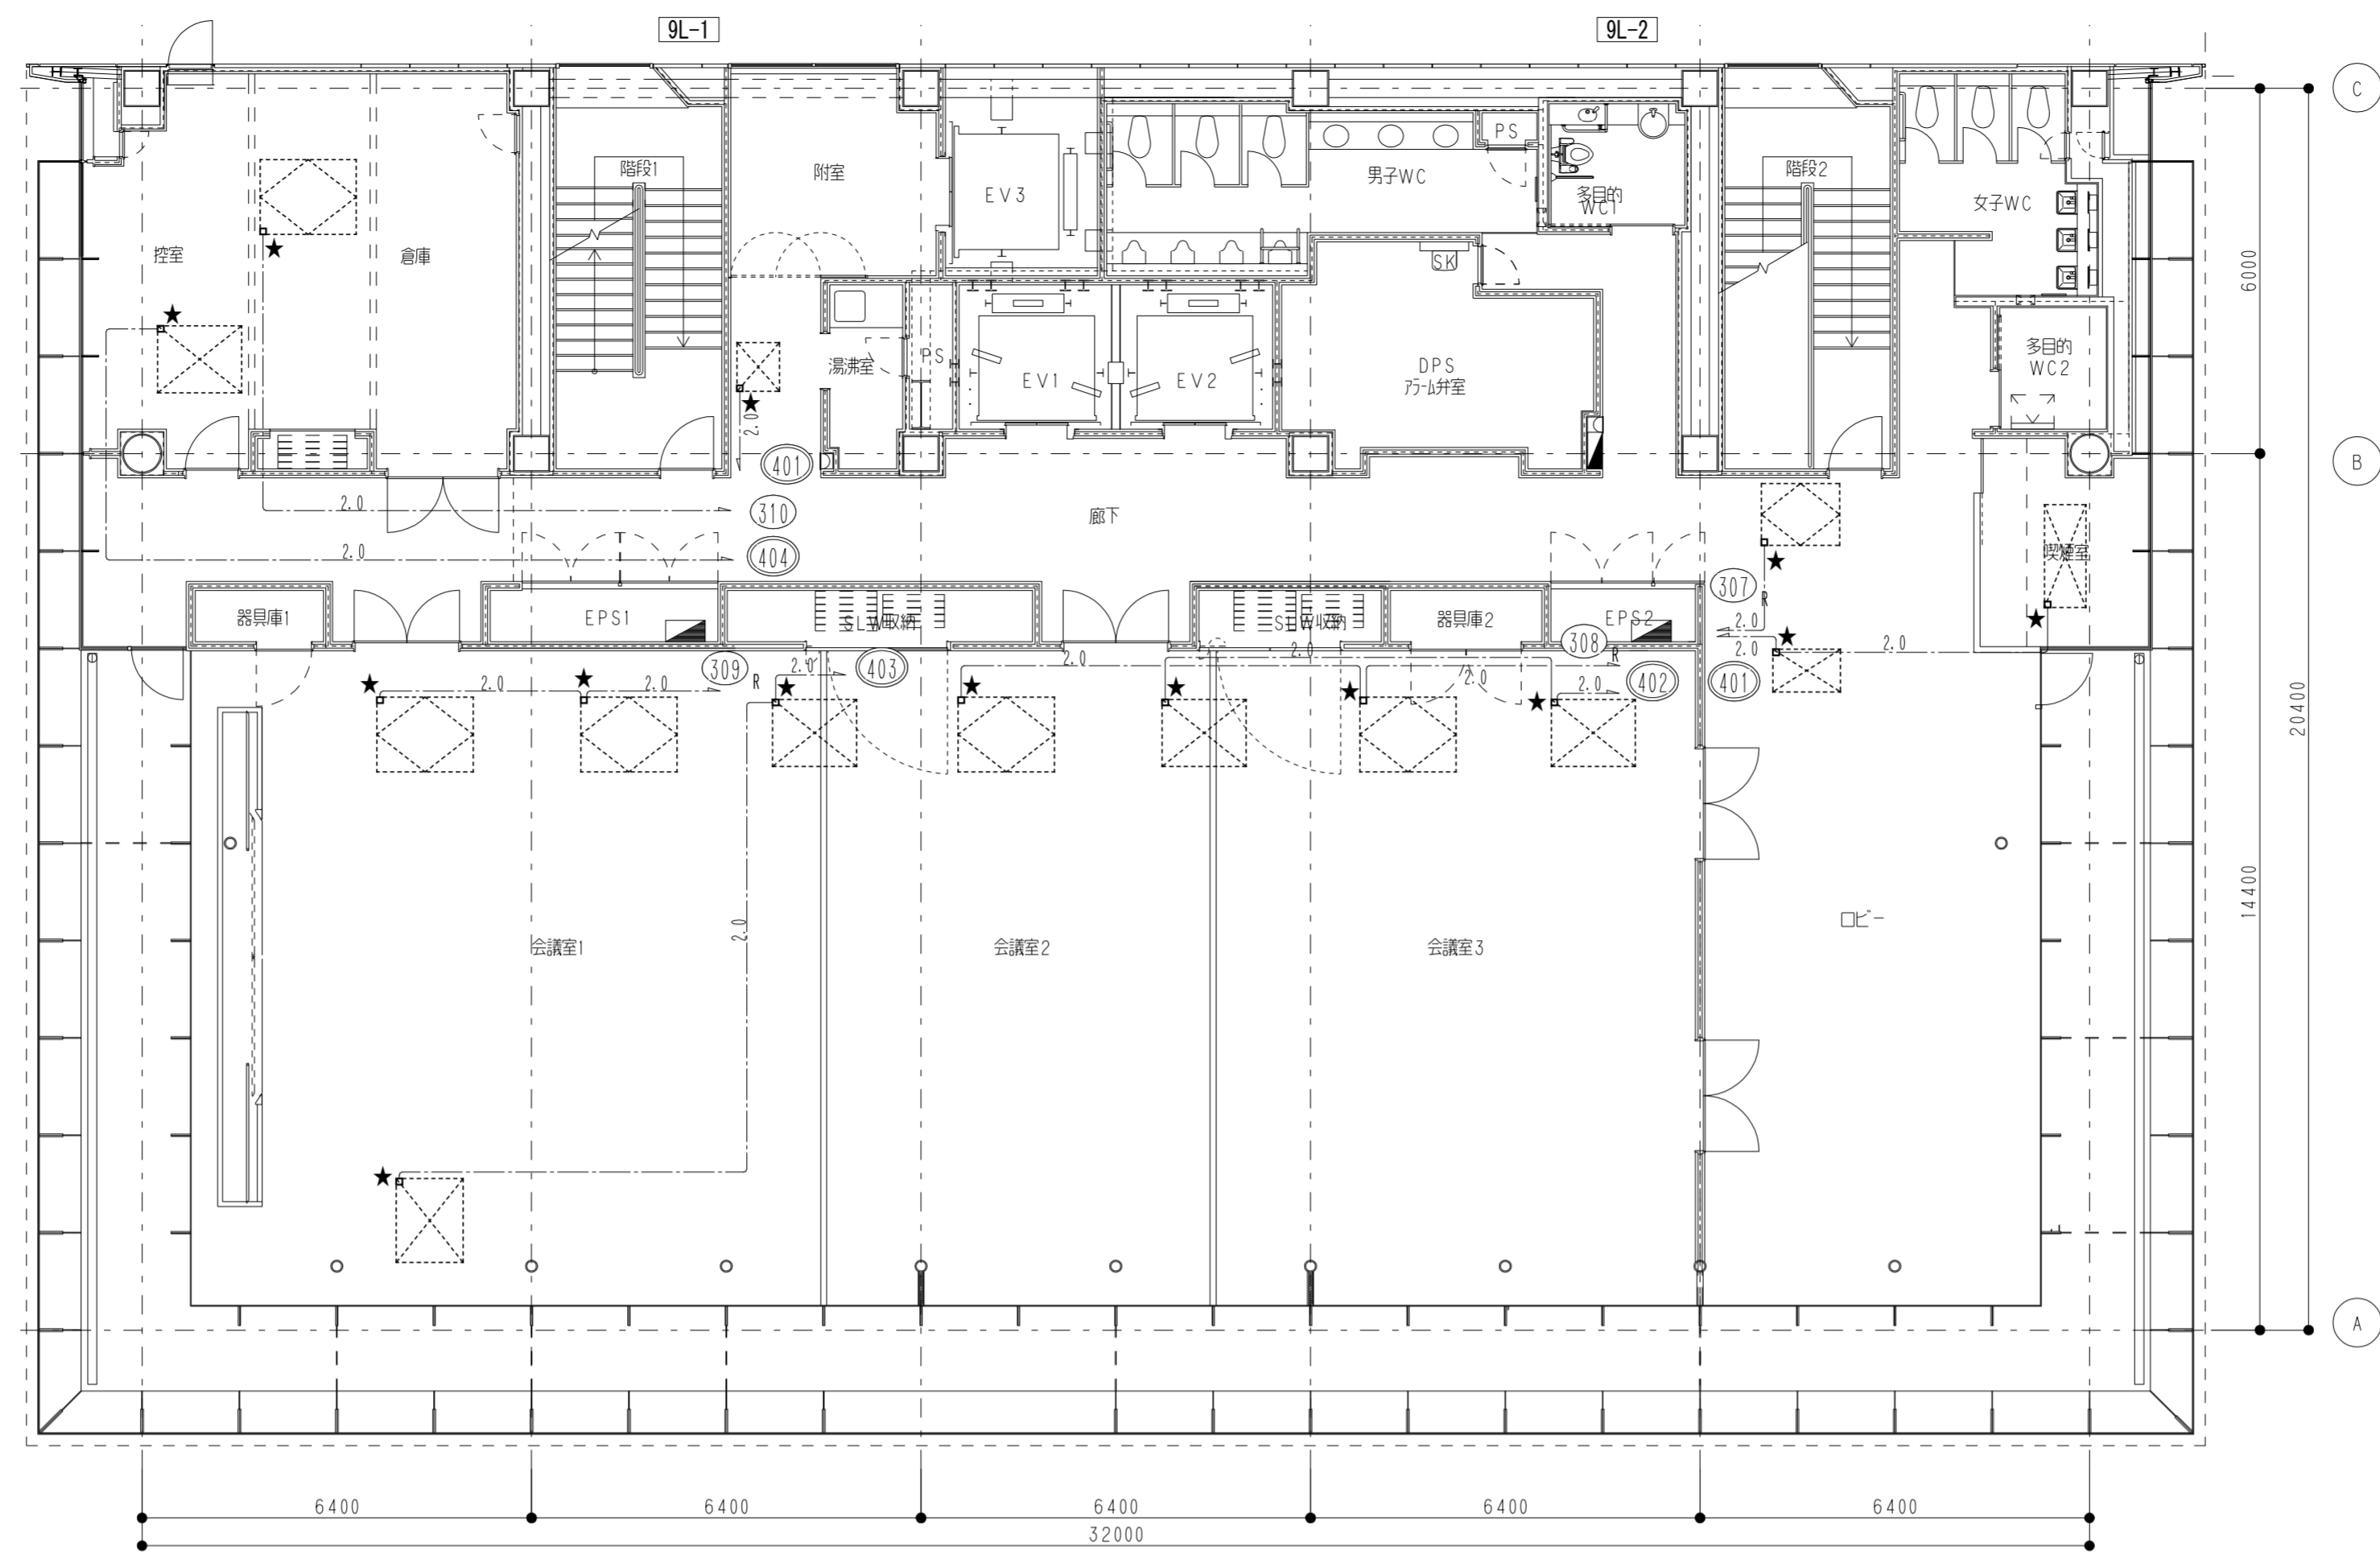 9L-1
9L-2
C
階段1
附室
EV3
男子WC
PS
多目的
WC1
階段2
女子WC
控室
倉庫
SK
6000
湯沸室
PS
EV1
EV2
DPS
アラーム弁室
多目的
WC2
2.0
401
B
2.0
310
廊下
2.0
404
喫煙室
307
R
器具庫1
EPS1
SLW収納
SLW収納
器具庫2
EPS2
308
2.0
2.0
2.0
309
R
2.0
403
2.0
2.0
R
2.0
2.0
402
401
2.0
2.0
20400
2.0
14400
会議室1
会議室2
会議室3
ロビー
A
6400
6400
6400
6400
6400
32000